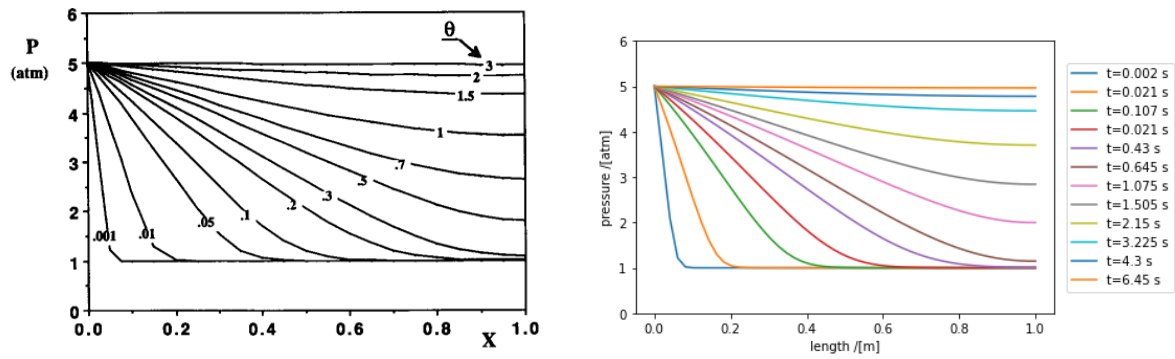 6
P
(atm)
5
4
3
2
1
0
θ
3
2
1.5
1
.7
.5
.3
.2
.1
.05
.01
.001
0.0 0.2 0.4 0.6 0.8 1.0
X
6
5
4
3
2
1
0
pressure /[atm]
0.0 0.2 0.4 0.6 0.8 1.0
length /[m]
t=0.002 s
t=0.021 s
t=0.107 s
t=0.021 s
t=0.43 s
t=0.645 s
t=1.075 s
t=1.505 s
t=2.15 s
t=3.225 s
t=4.3 s
t=6.45 s